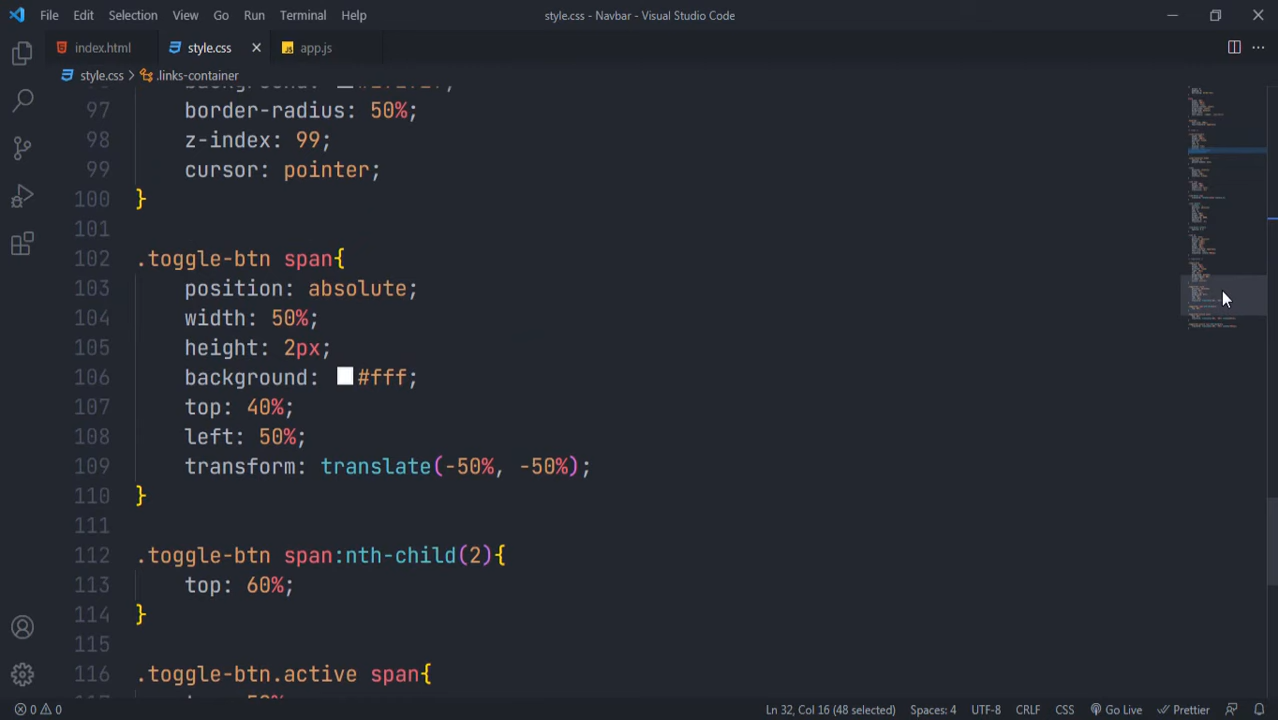 File Edit Selection View Go Run Terminal Help
style.css - Navbar - Visual Studio Code
index.html style.css app.js
style.css > .links-container
97 border-radius: 50%;
98 z-index: 99;
99 cursor: pointer;
100 }
101
102 .toggle-btn span{
103 position: absolute;
104 width: 50%;
105 height: 2px;
106 background: #fff;
107 top: 40%;
108 left: 50%;
109 transform: translate(-50%, -50%);
110 }
111
112 .toggle-btn span:nth-child(2){
113 top: 60%;
114 }
115
116 .toggle-btn.active span{
0 0 Ln 32, Col 16 (48 selected) Spaces: 4 UTF-8 CRLF CSS Go Live Prettier